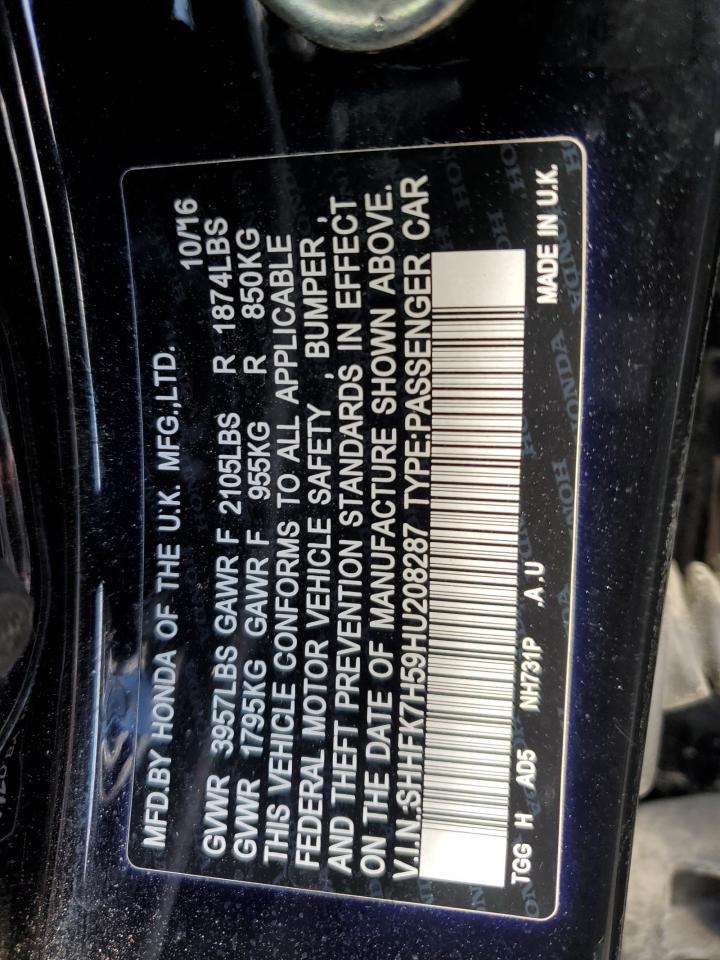 MFD.BY HONDA OF THE U.K. MFG.,LTD. 10/16
GVWR 3957LBS GAWR F 2105LBS R 1874LBS
GVWR 1795KG GAWR F 955KG R 850KG
THIS VEHICLE CONFORMS TO ALL APPLICABLE
FEDERAL MOTOR VEHICLE SAFETY , BUMPER ,
AND THEFT PREVENTION STANDARDS IN EFFECT
ON THE DATE OF MANUFACTURE SHOWN ABOVE.
V.I.N.:SHHFK7H59HU208287 TYPE:PASSENGER CAR
TGG H AD5 NH731P .A.U MADE IN U.K.